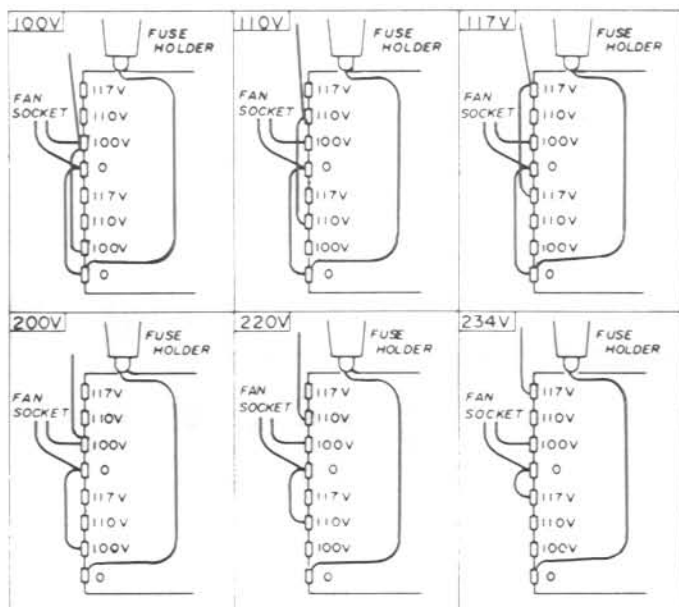 100V
FUSE
HOLDER
FAN
SOCKET
117V
110V
100V
0
117V
110V
100V
0
110V
FUSE
HOLDER
FAN
SOCKET
117V
110V
100V
0
117V
110V
100V
0
117V
FUSE
HOLDER
FAN
SOCKET
117V
110V
100V
0
117V
110V
100V
0
200V
FUSE
HOLDER
FAN
SOCKET
117V
110V
100V
0
117V
110V
100V
0
220V
FUSE
HOLDER
FAN
SOCKET
117V
110V
100V
0
117V
110V
100V
0
234V
FUSE
HOLDER
FAN
SOCKET
117V
110V
100V
0
117V
110V
100V
0